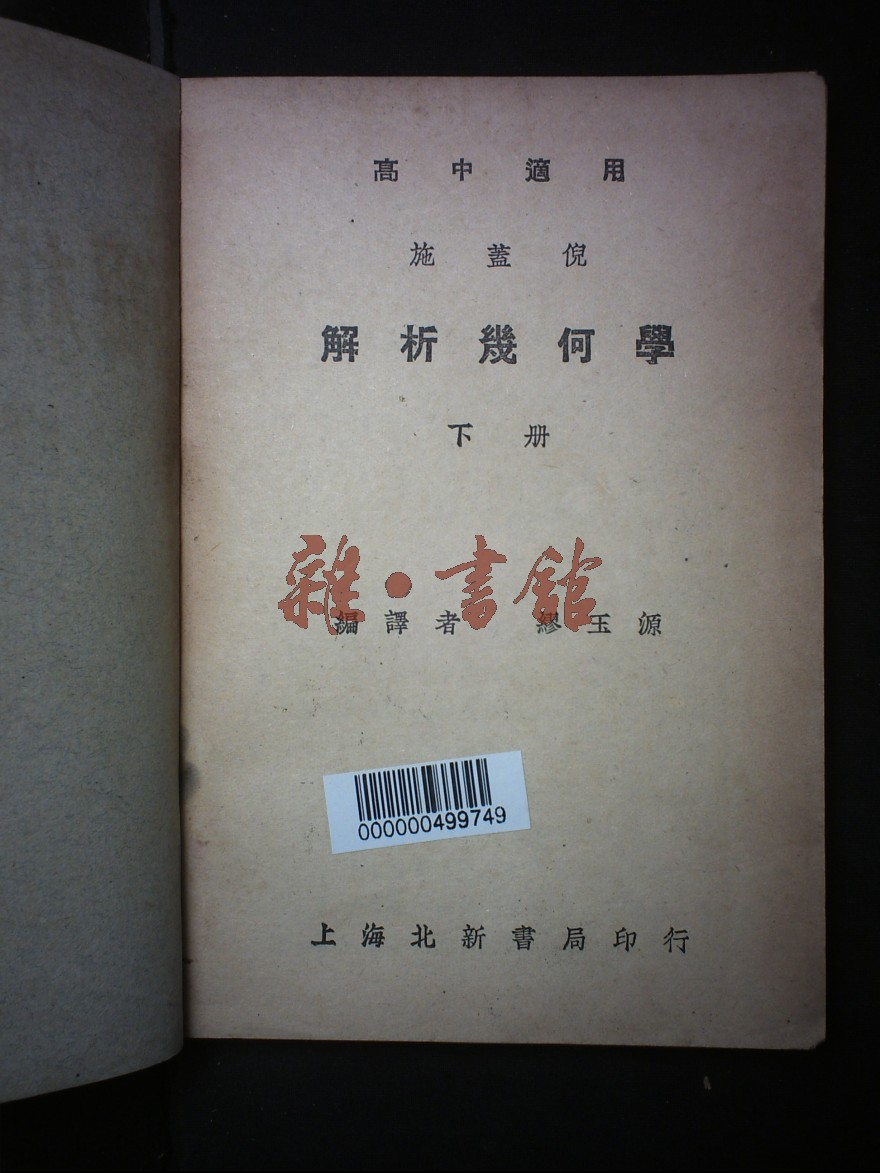 高中適用
施蓋倪
解析幾何學
下册
雜·書館
編譯者 繆玉源
000000499749
上海北新書局印行